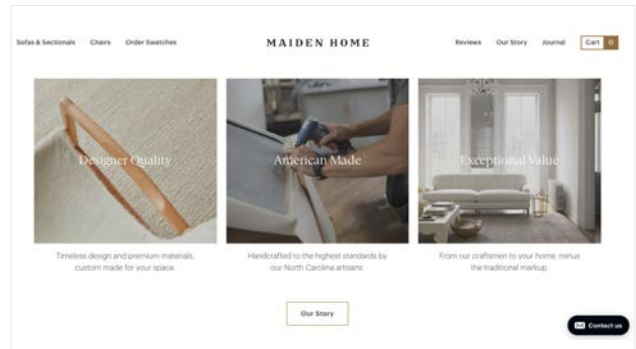 Sofas & Sectionals Chairs Order Swatches MAIDEN HOME Reviews Our Story Journal Cart 0
Designer Quality American Made Exceptional Value
Timeless design and premium materials,
custom made for your space.
Handcrafted to the highest standards by
our North Carolina artisans.
From our craftsmen to your home, minus
the traditional markup.
Our Story
Contact us